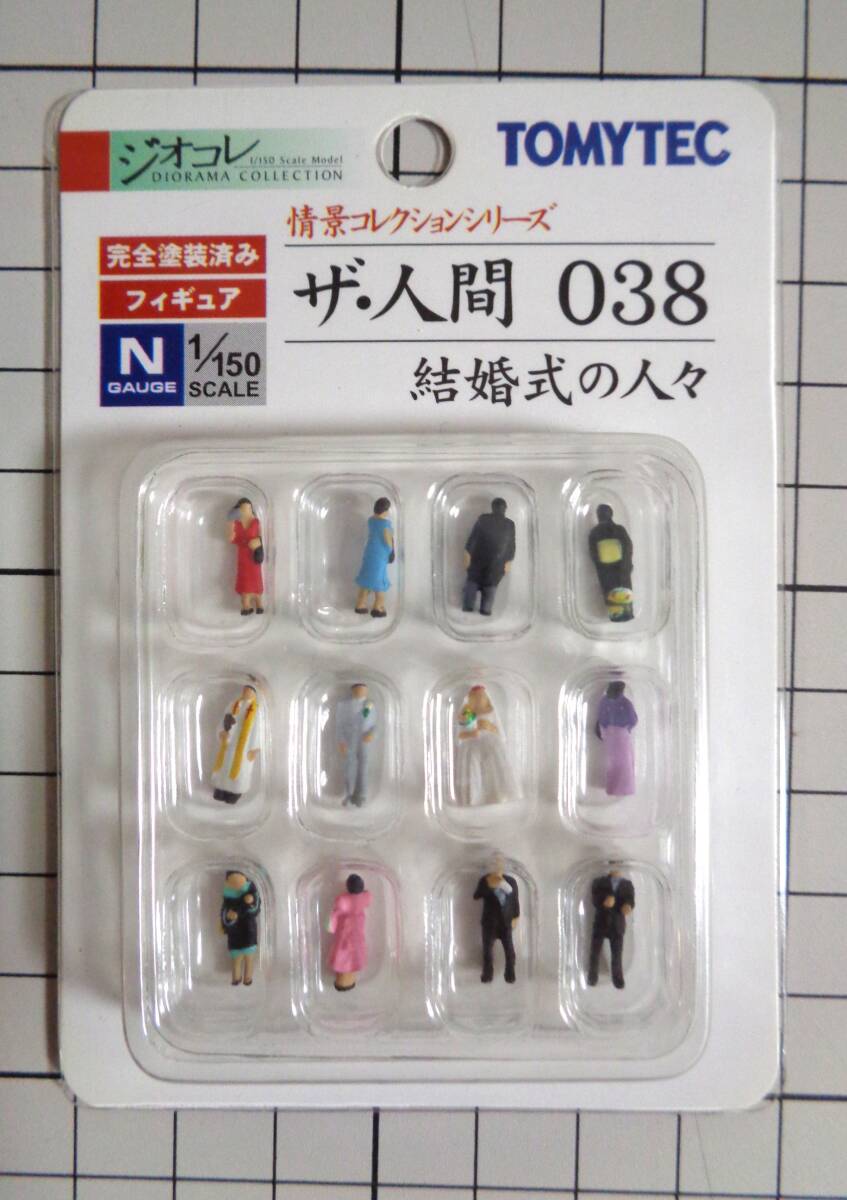 ジオコレ
1/150 Scale Model
DIORAMA COLLECTION
TOMYTEC
情景コレクションシリーズ
完全塗装済み
フィギュア
N GAUGE
1/150 SCALE
ザ・人間 038
結婚式の人々